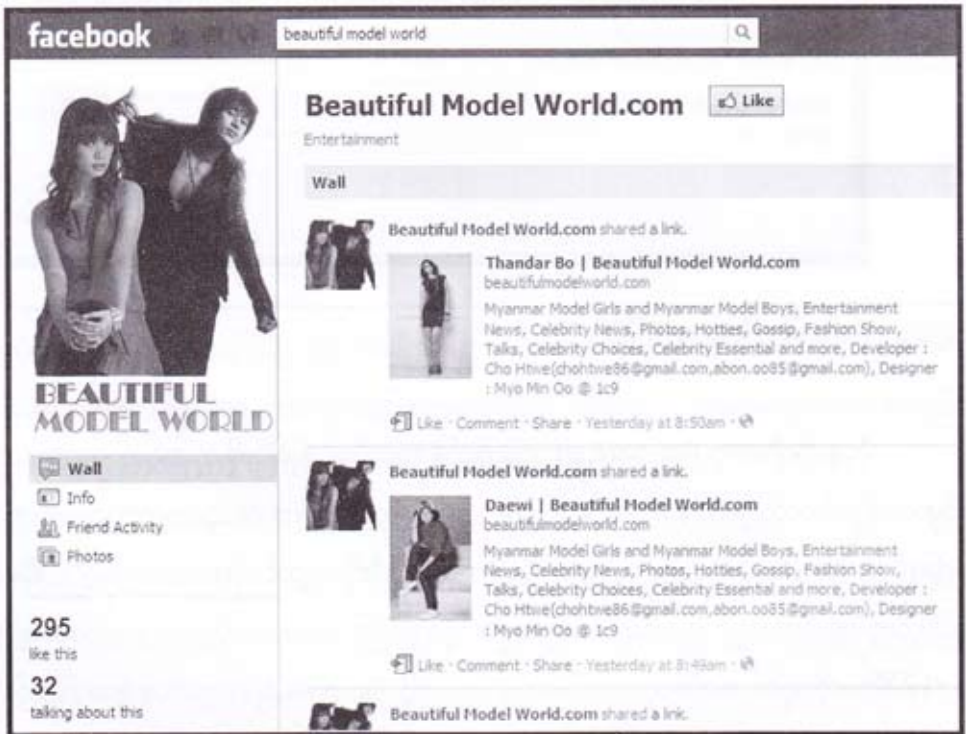 facebook
beautiful model world
Beautiful Model World.com
Like
Entertainment
Wall
Beautiful Model World.com shared a link.
Thandar Bo | Beautiful Model World.com
beautifulmodelworld.com
Myanmar Model Girls and Myanmar Model Boys, Entertainment
News, Celebrity News, Photos, Hotties, Gossip, Fashion Show,
Talks, Celebrity Choices, Celebrity Essential and more, Developer :
Cho Htwe(chohtwe86@gmail.com,abon.oo85@gmail.com), Designer
: Myo Min Oo @ 1c9
Like · Comment · Share · Yesterday at 8:50am ·
Beautiful Model World.com shared a link.
Daewi | Beautiful Model World.com
beautifulmodelworld.com
Myanmar Model Girls and Myanmar Model Boys, Entertainment
News, Celebrity News, Photos, Hotties, Gossip, Fashion Show,
Talks, Celebrity Choices, Celebrity Essential and more, Developer :
Cho Htwe(chohtwe86@gmail.com,abon.oo85@gmail.com), Designer
: Myo Min Oo @ 1c9
Like · Comment · Share · Yesterday at 8:49am ·
Beautiful Model World.com shared a link.
BEAUTIFUL
MODEL WORLD
Wall
Info
Friend Activity
Photos
295
like this
32
talking about this